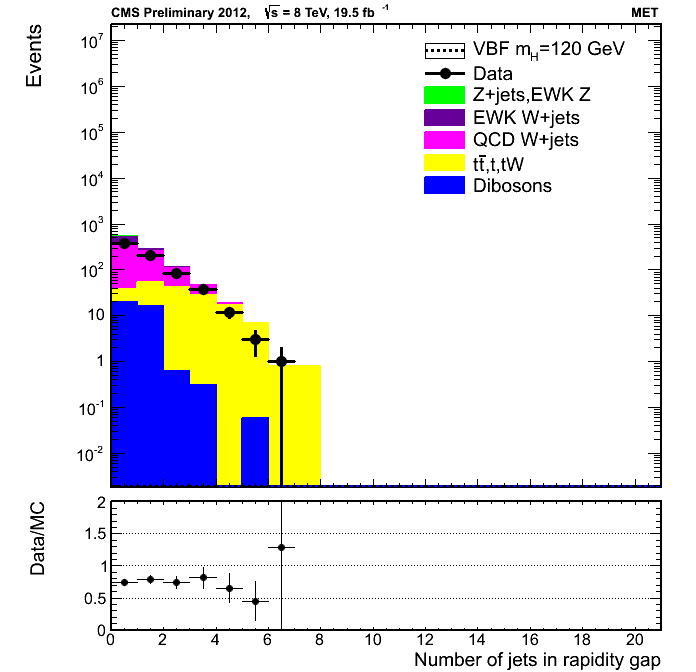 CMS Preliminary 2012, √s = 8 TeV, 19.5 fb⁻¹ MET
Events
10⁷
10⁶
10⁵
10⁴
10³
10²
10
1
10⁻¹
10⁻²
VBF m_H=120 GeV
Data
Z+jets,EWK Z
EWK W+jets
QCD W+jets
tt̄,t,tW
Dibosons
Data/MC
2
1.5
1
0.5
0
0 2 4 6 8 10 12 14 16 18 20
Number of jets in rapidity gap